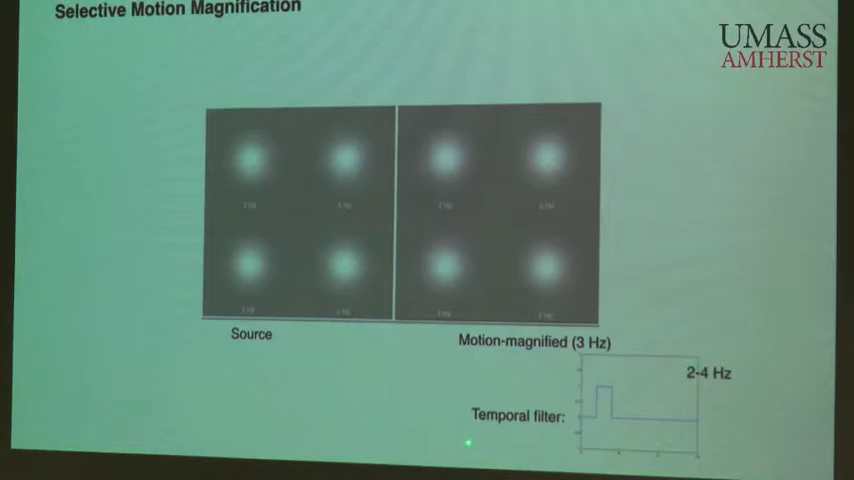 Selective Motion Magnification
UMASS
AMHERST
Source
Motion-magnified (3 Hz)
2-4 Hz
Temporal filter: